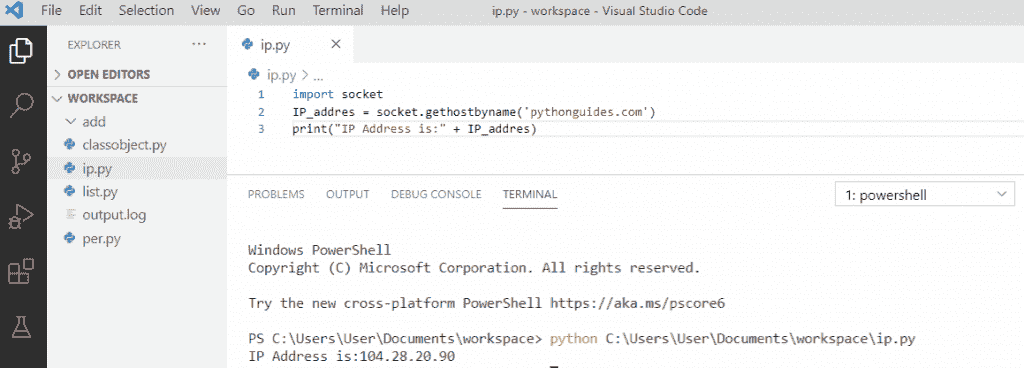 File Edit Selection View Go Run Terminal Help ip.py - workspace - Visual Studio Code
EXPLORER ...
OPEN EDITORS
WORKSPACE
add
classobject.py
ip.py
list.py
output.log
per.py
ip.py
ip.py > ...
1 import socket
2 IP_addres = socket.gethostbyname('pythonguides.com')
3 print("IP Address is:" + IP_addres)
PROBLEMS OUTPUT DEBUG CONSOLE TERMINAL 1: powershell
Windows PowerShell
Copyright (C) Microsoft Corporation. All rights reserved.
Try the new cross-platform PowerShell https://aka.ms/pscore6
PS C:\Users\User\Documents\workspace> python C:\Users\User\Documents\workspace\ip.py
IP Address is:104.28.20.90